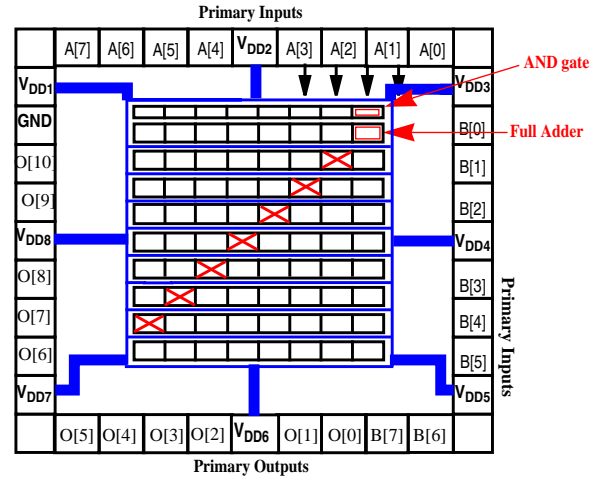 Primary Inputs
A[7] A[6] A[5] A[4] VDD2 A[3] A[2] A[1] A[0]
AND gate
VDD1 VDD3
GND B[0] Full Adder
O[10] B[1]
O[9] B[2]
VDD8 VDD4
O[8] B[3]
O[7] B[4]
O[6] B[5]
Primary Inputs
VDD7 VDD5
O[5] O[4] O[3] O[2] VDD6 O[1] O[0] B[7] B[6]
Primary Outputs